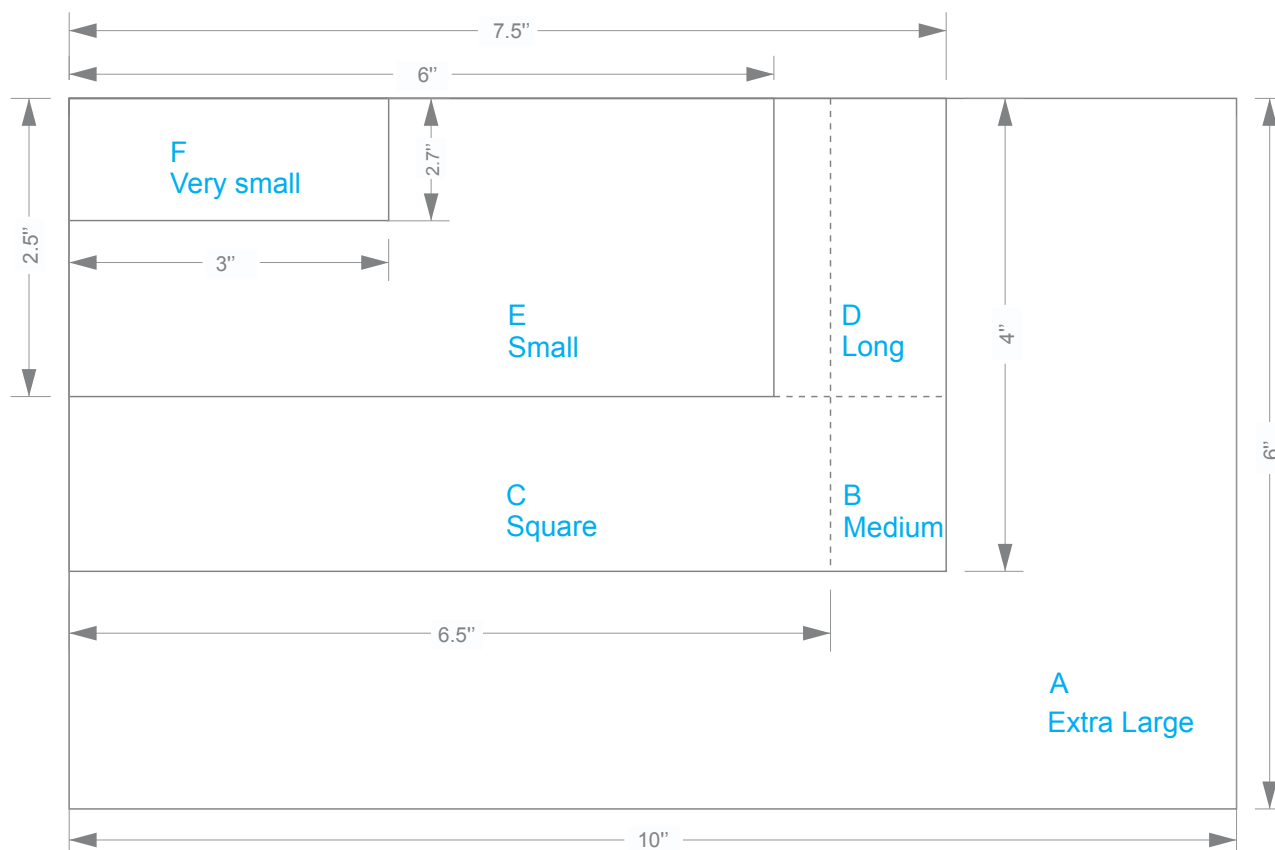 7.5"
6"
F
Very small
2.7"
2.5"
3"
E
Small
D
Long
4"
6"
C
Square
B
Medium
6.5"
A
Extra Large
10"